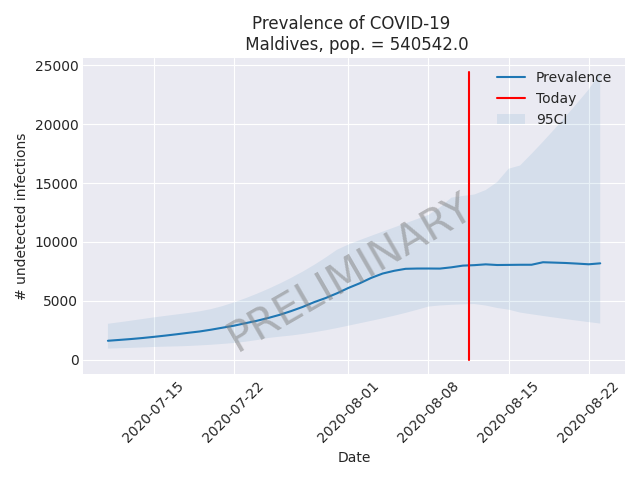 Prevalence of COVID-19
Maldives, pop. = 540542.0
# undetected infections
25000
20000
15000
10000
5000
0
Prevalence
Today
95CI
PRELIMINARY
2020-07-15
2020-07-22
2020-08-01
2020-08-08
2020-08-15
2020-08-22
Date